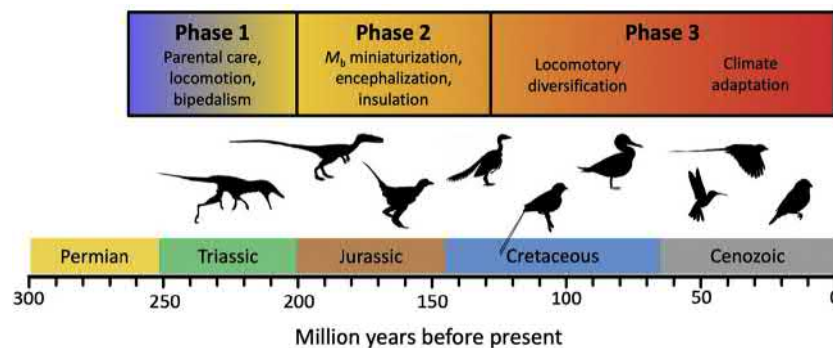 Phase 1
Parental care,
locomotion,
bipedalism
Phase 2
Mb miniaturization,
encephalization,
insulation
Phase 3
Locomotory
diversification
Climate
adaptation
Permian
Triassic
Jurassic
Cretaceous
Cenozoic
300
250
200
150
100
50
Million years before present